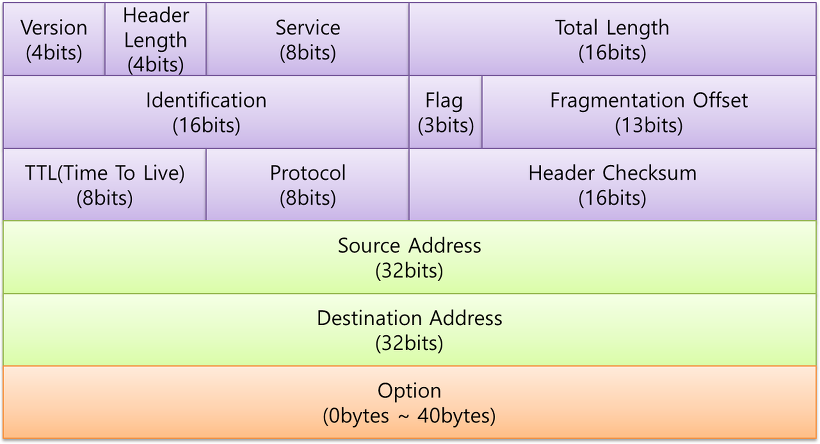 Version
(4bits)
Header
Length
(4bits)
Service
(8bits)
Total Length
(16bits)
Identification
(16bits)
Flag
(3bits)
Fragmentation Offset
(13bits)
TTL(Time To Live)
(8bits)
Protocol
(8bits)
Header Checksum
(16bits)
Source Address
(32bits)
Destination Address
(32bits)
Option
(0bytes ~ 40bytes)